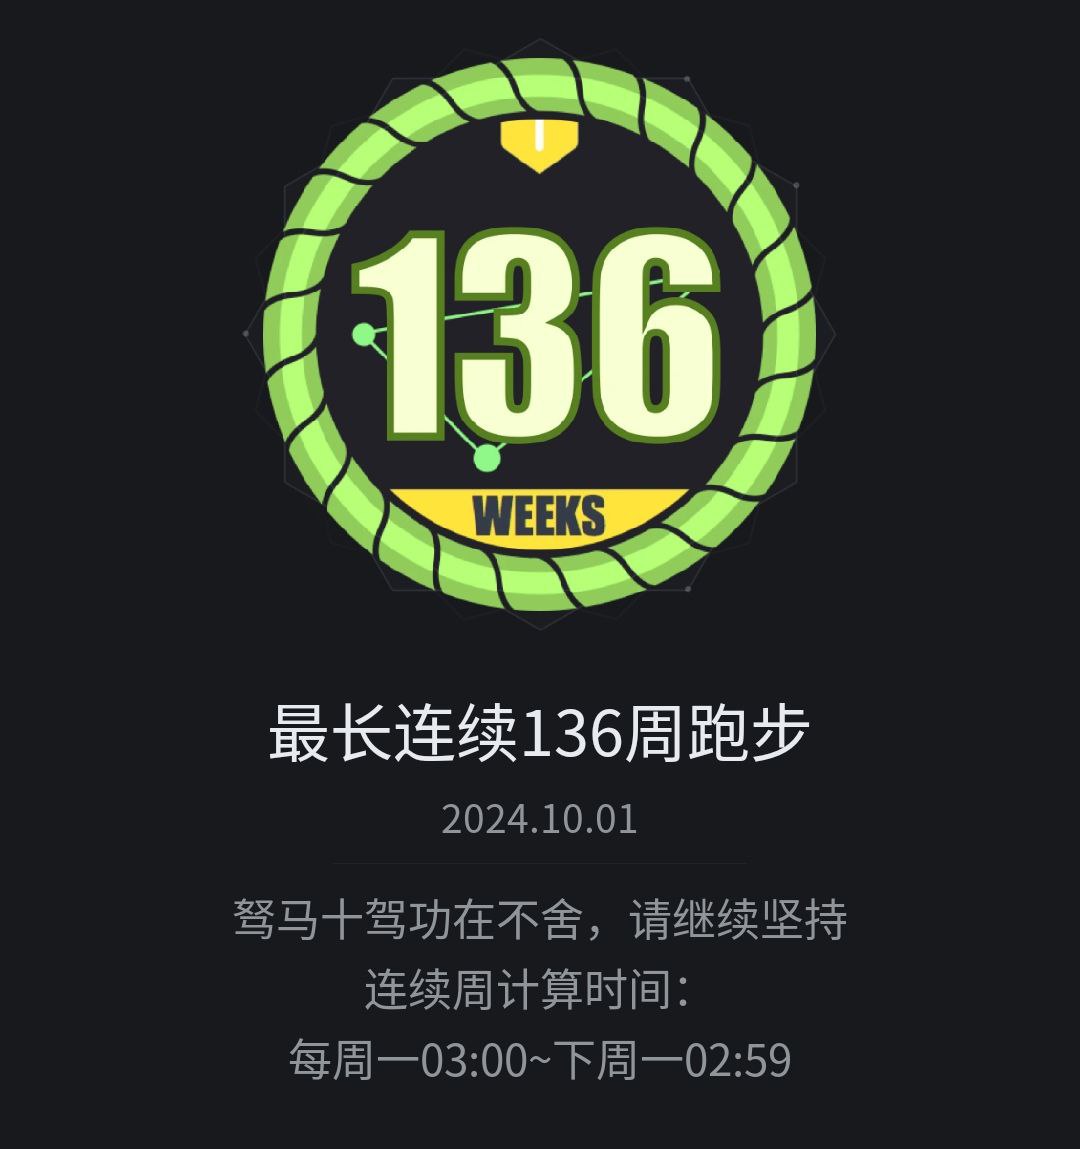 136
WEEKS
最长连续136周跑步
2024.10.01
驽马十驾功在不舍，请继续坚持
连续周计算时间：
每周一03:00~下周一02:59